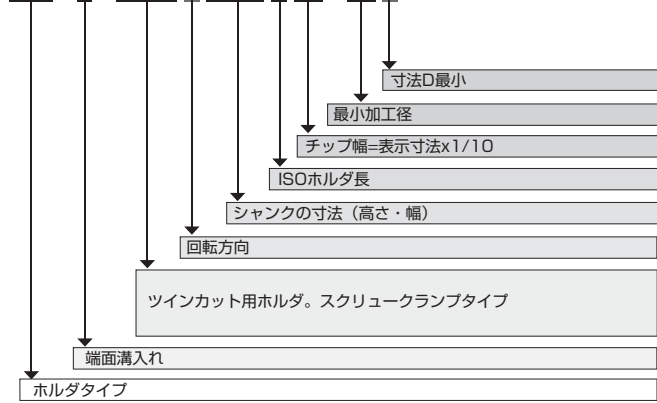 寸法D最小
最小加工径
チップ幅=表示寸法x1/10
ISOホルダ長
シャンクの寸法（高さ・幅）
回転方向
ツインカット用ホルダ。スクリュークランプタイプ
端面溝入れ
ホルダタイプ